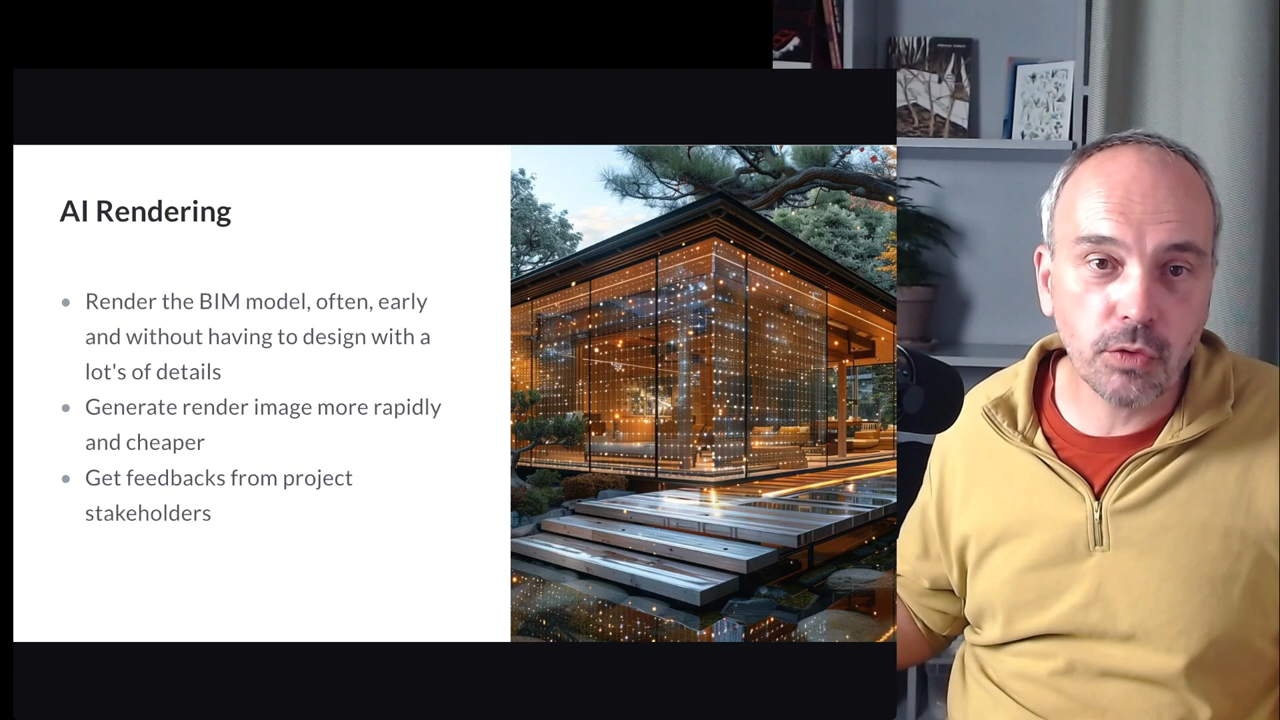 AI Rendering
• Render the BIM model, often, early
and without having to design with a
lot's of details
• Generate render image more rapidly
and cheaper
• Get feedbacks from project
stakeholders